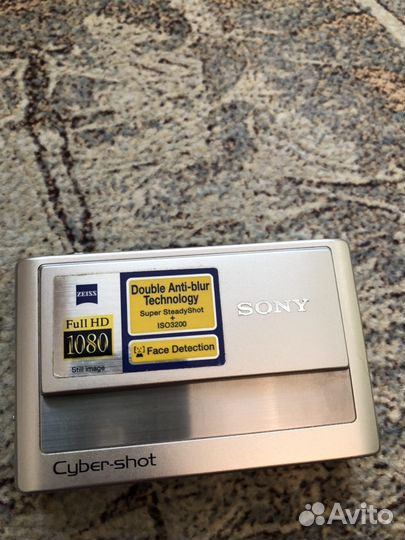 ZEISS
Full HD
1080
Still image
Double Anti-blur
Technology
Super SteadyShot
+
ISO3200
Face Detection
SONY
Cyber-shot
Avito